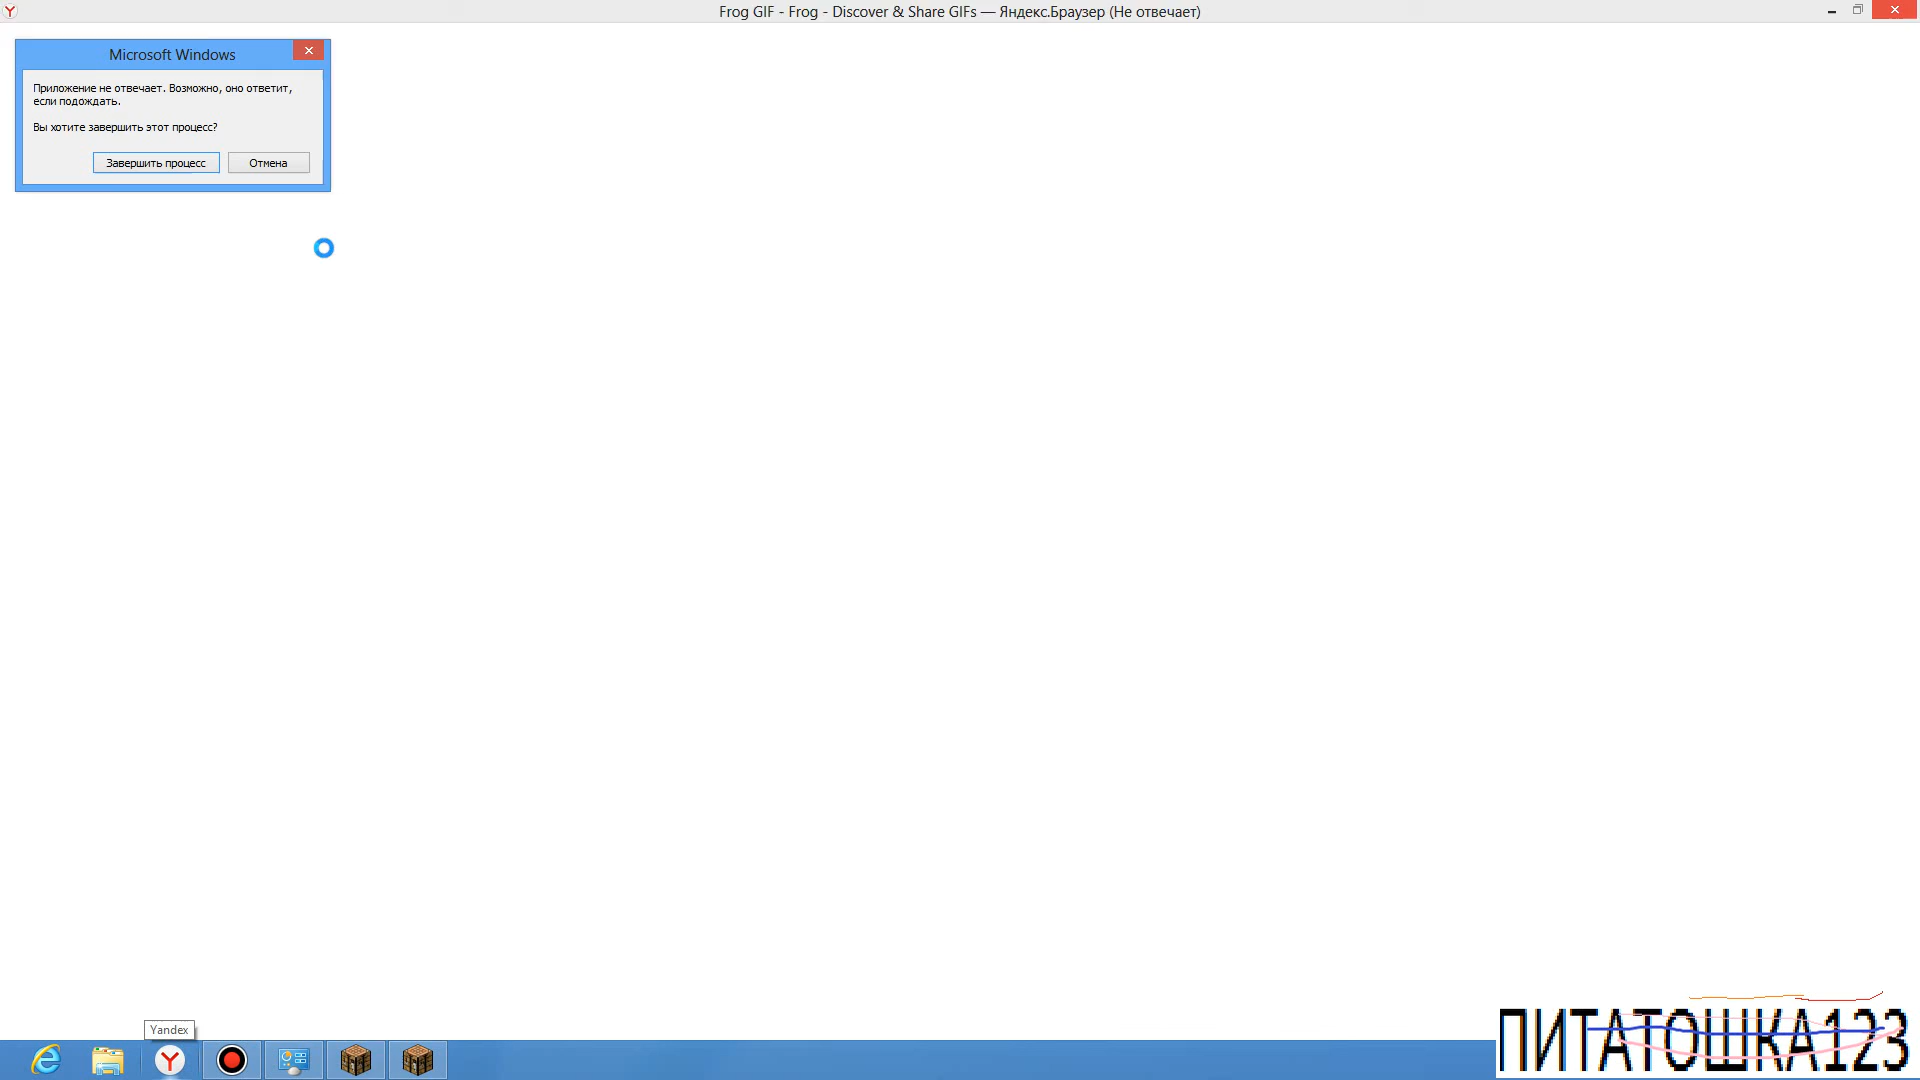 Frog GIF - Frog - Discover & Share GIFs — Яндекс.Браузер (Не отвечает)
Microsoft Windows
Приложение не отвечает. Возможно, оно ответит,
если подождать.
Вы хотите завершить этот процесс?
Завершить процесс
Отмена
Yandex
ПИТАТОШКА123